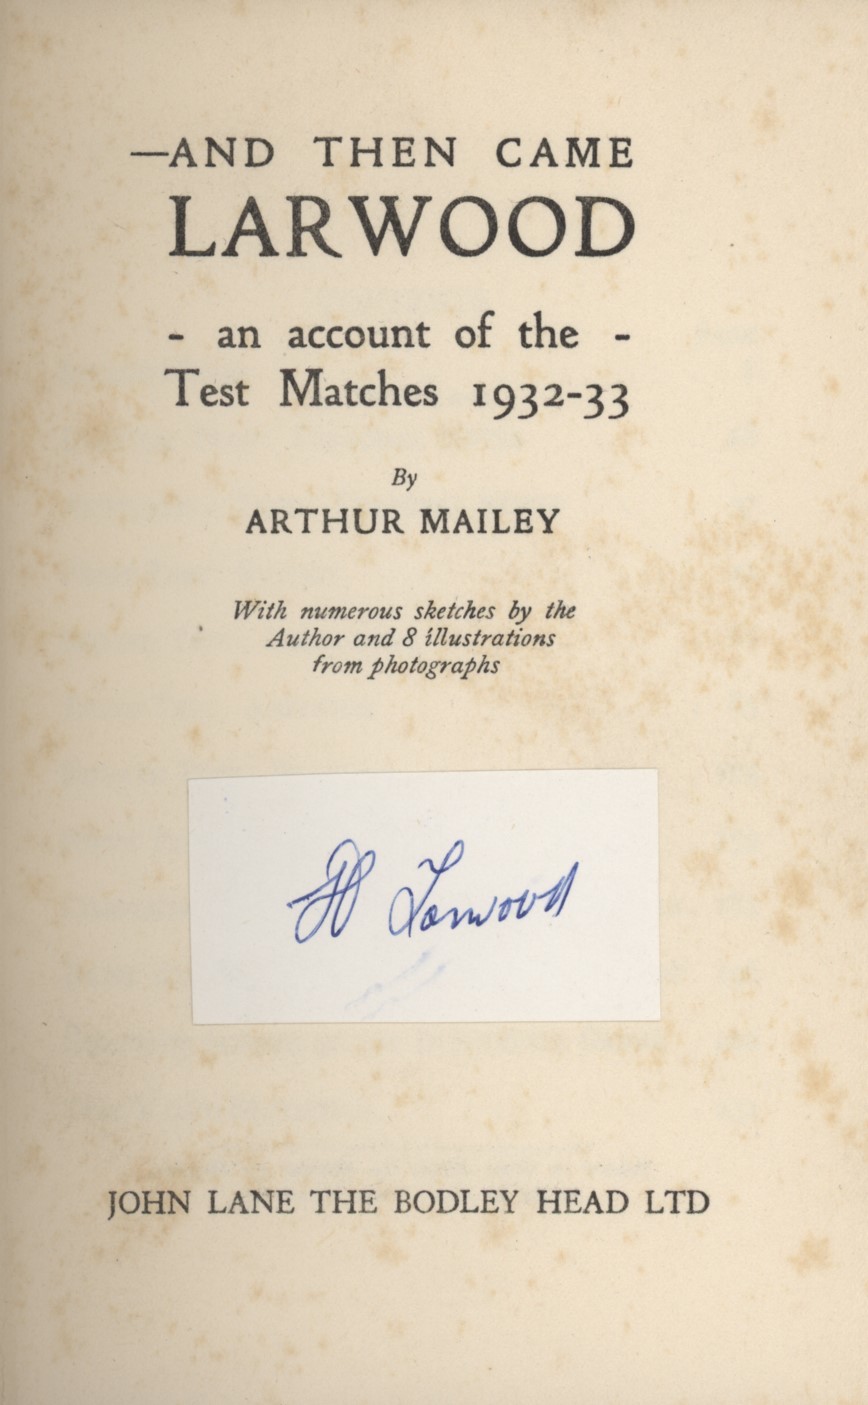 —AND THEN CAME
LARWOOD
- an account of the -
Test Matches 1932-33
By
ARTHUR MAILEY
With numerous sketches by the
Author and 8 illustrations
from photographs
H Larwood
JOHN LANE THE BODLEY HEAD LTD